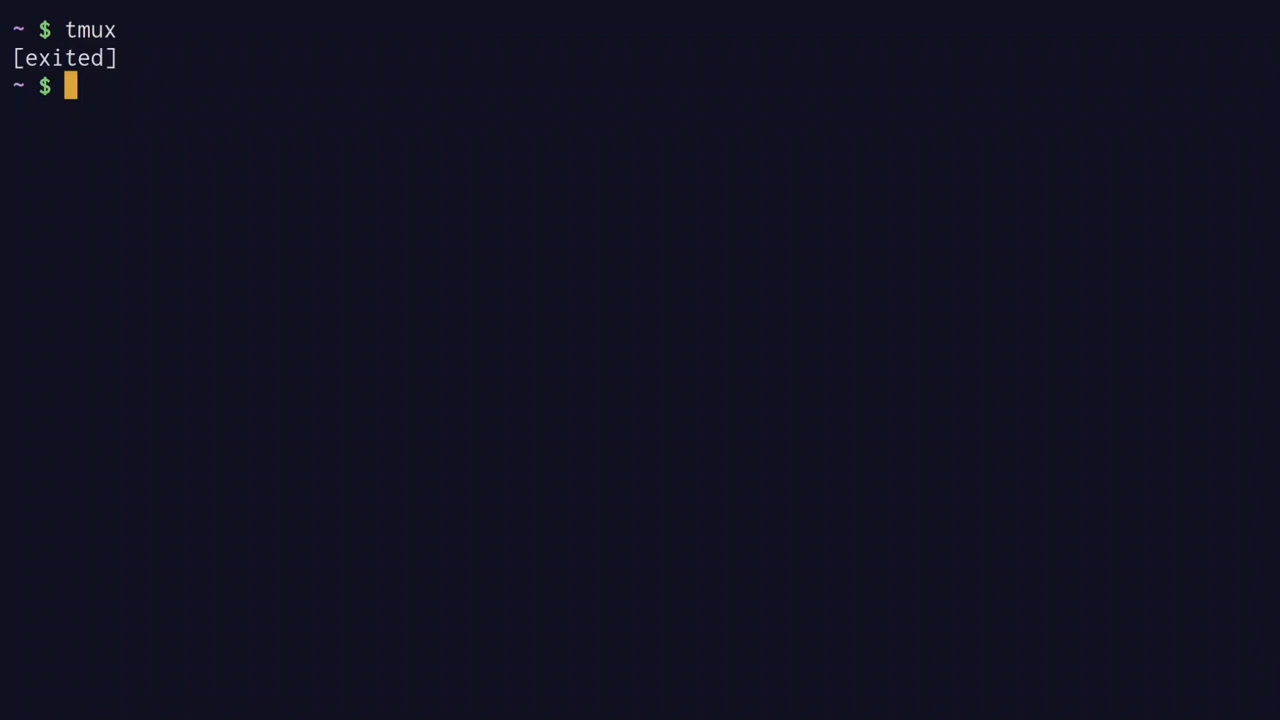 ~ $ tmux
[exited]
~ $